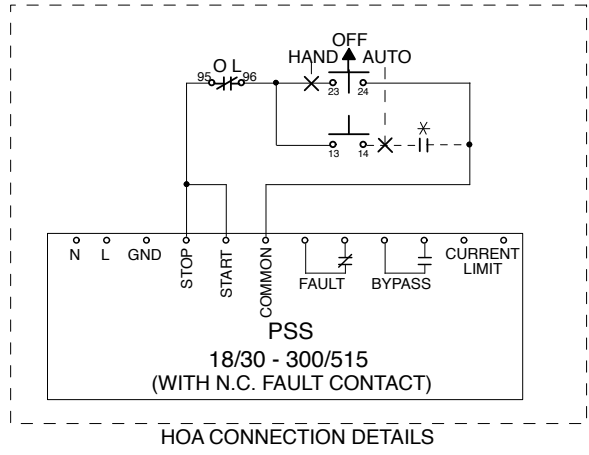 OFF
HAND AUTO
O L
95 96
23 24
13 14
N L GND STOP START COMMON FAULT BYPASS CURRENT LIMIT
PSS
18/30 - 300/515
(WITH N.C. FAULT CONTACT)
HOA CONNECTION DETAILS